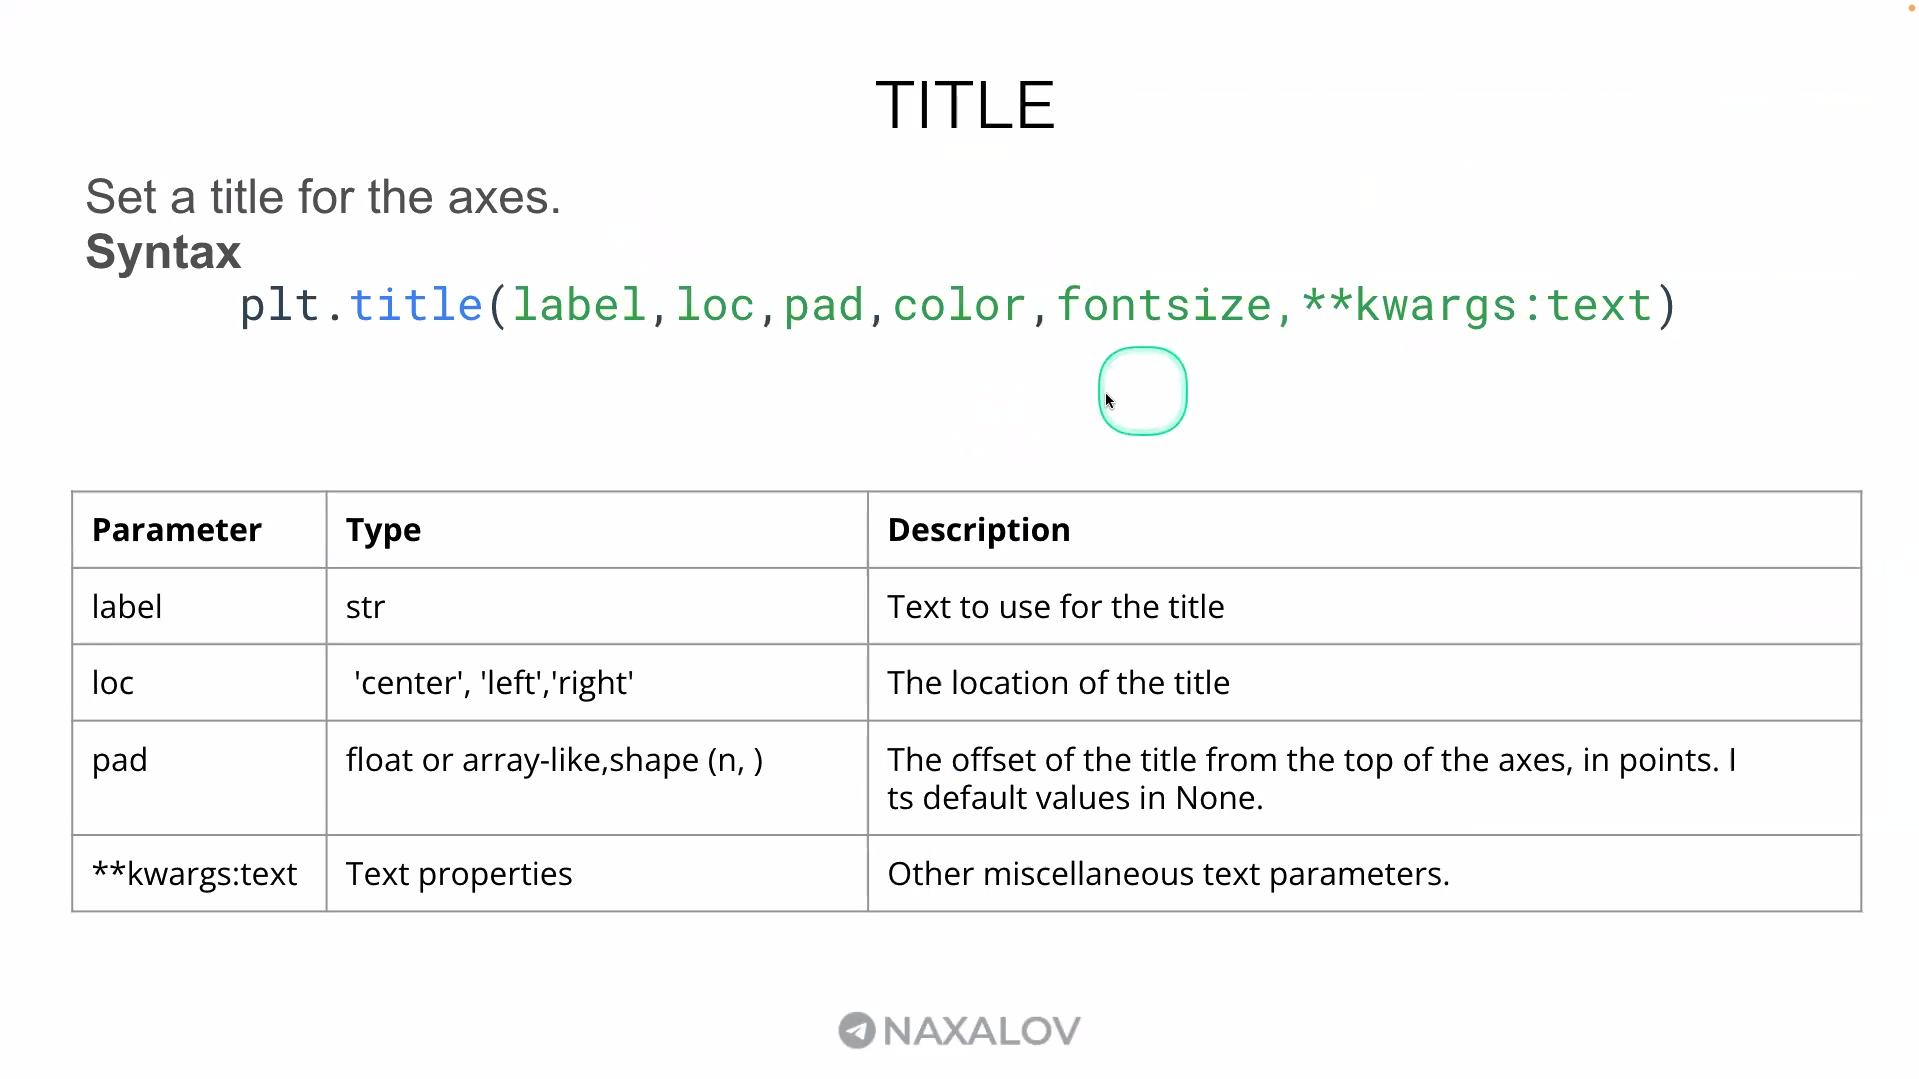 TITLE
Set a title for the axes.
Syntax
plt.title(label,loc,pad,color,fontsize,**kwargs:text)
Parameter Type Description
label str Text to use for the title
loc 'center', 'left','right' The location of the title
pad float or array-like,shape (n, ) The offset of the title from the top of the axes, in points. I
ts default values in None.
**kwargs:text Text properties Other miscellaneous text parameters.
NAXALOV